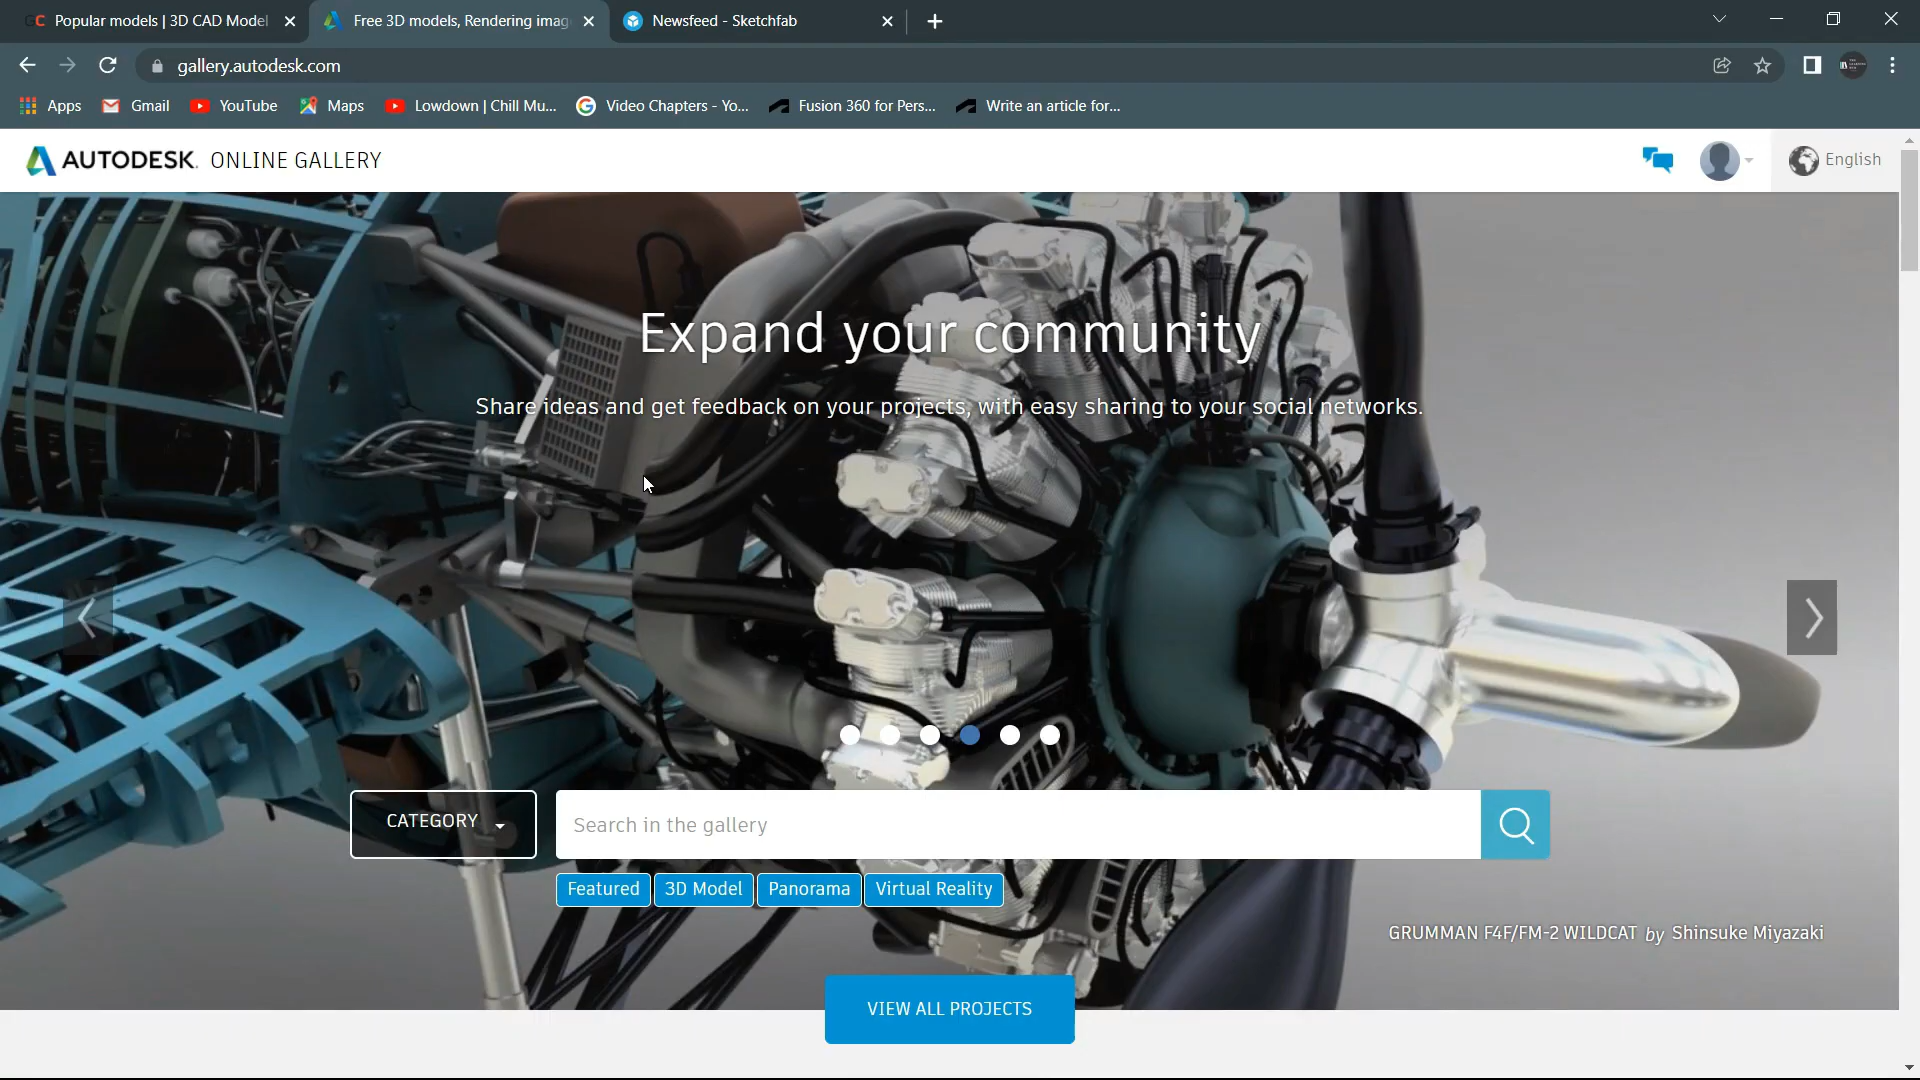 Popular models | 3D CAD Model
Free 3D models, Rendering imag
Newsfeed - Sketchfab
gallery.autodesk.com
Apps
Gmail
YouTube
Maps
Lowdown | Chill Mu...
Video Chapters - Yo...
Fusion 360 for Pers...
Write an article for...
AUTODESK. ONLINE GALLERY
English
Expand your community
Share ideas and get feedback on your projects, with easy sharing to your social networks.
CATEGORY
Search in the gallery
Featured
3D Model
Panorama
Virtual Reality
GRUMMAN F4F/FM-2 WILDCAT by Shinsuke Miyazaki
VIEW ALL PROJECTS